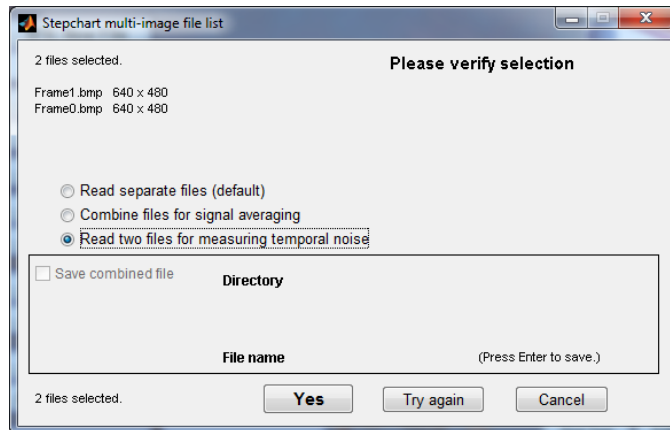 Stepchart multi-image file list
2 files selected.
Please verify selection
Frame1.bmp 640 x 480
Frame0.bmp 640 x 480
Read separate files (default)
Combine files for signal averaging
Read two files for measuring temporal noise
Save combined file
Directory
File name
(Press Enter to save.)
2 files selected.
Yes
Try again
Cancel